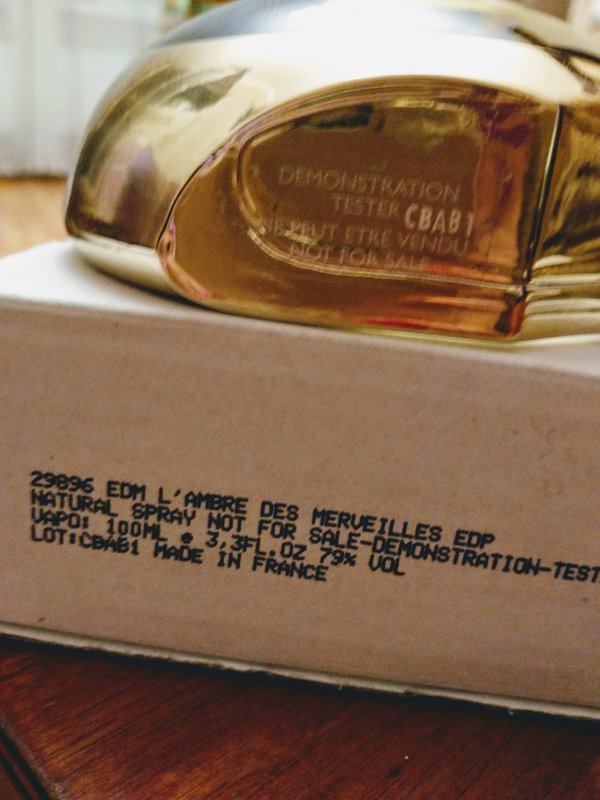 DEMONSTRATION
TESTER CBAB1
NE PEUT ETRE VENDU
NOT FOR SALE
29896 EDM L'AMBRE DES MERVEILLES EDP
NATURAL SPRAY NOT FOR SALE-DEMONSTRATION-TEST
VAPO: 100ML e 3,3FL.OZ 79% VOL
LOT:CBAB1 MADE IN FRANCE